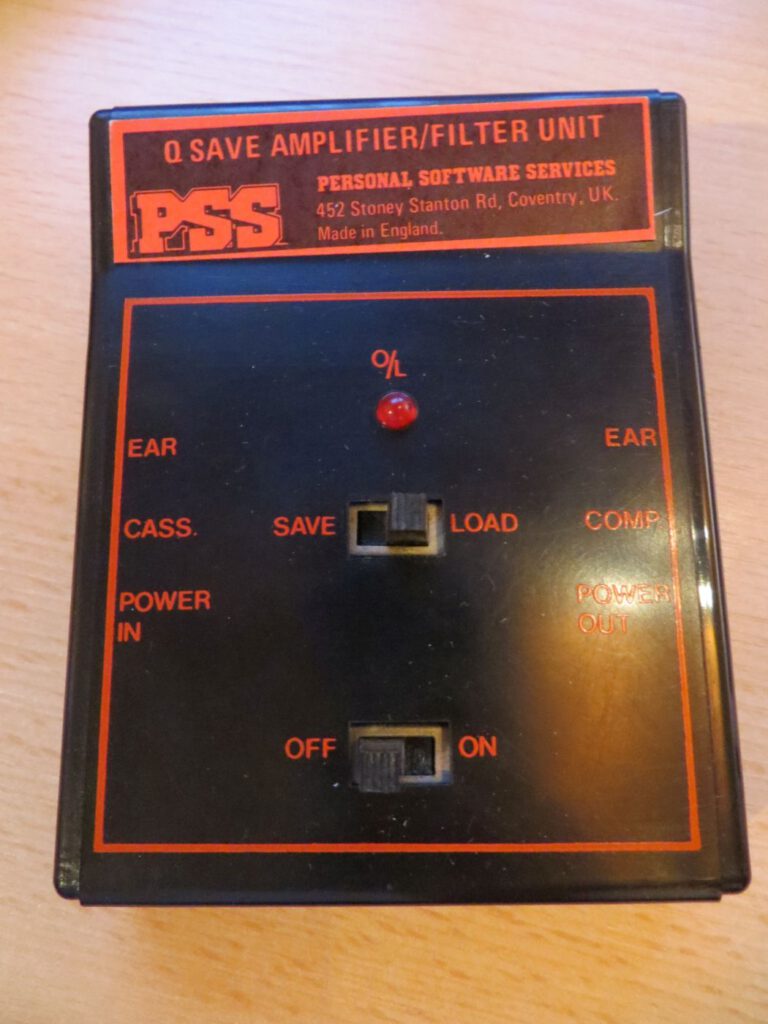 Q SAVE AMPLIFIER/FILTER UNIT
PSS
PERSONAL SOFTWARE SERVICES
452 Stoney Stanton Rd, Coventry, UK.
Made in England.
O/L
EAR EAR
CASS. SAVE LOAD COMP
POWER IN
POWER OUT
OFF ON